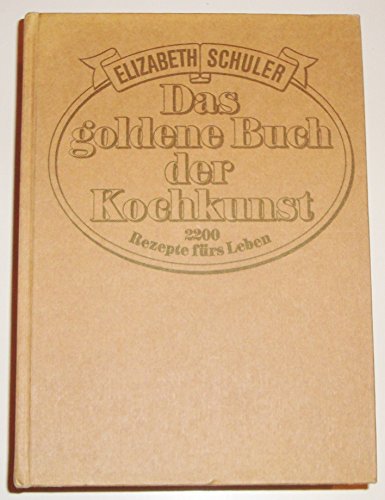 ELIZABETH SCHULER
Das
goldene Buch
der
Kochkunst
2200
Rezepte fürs Leben